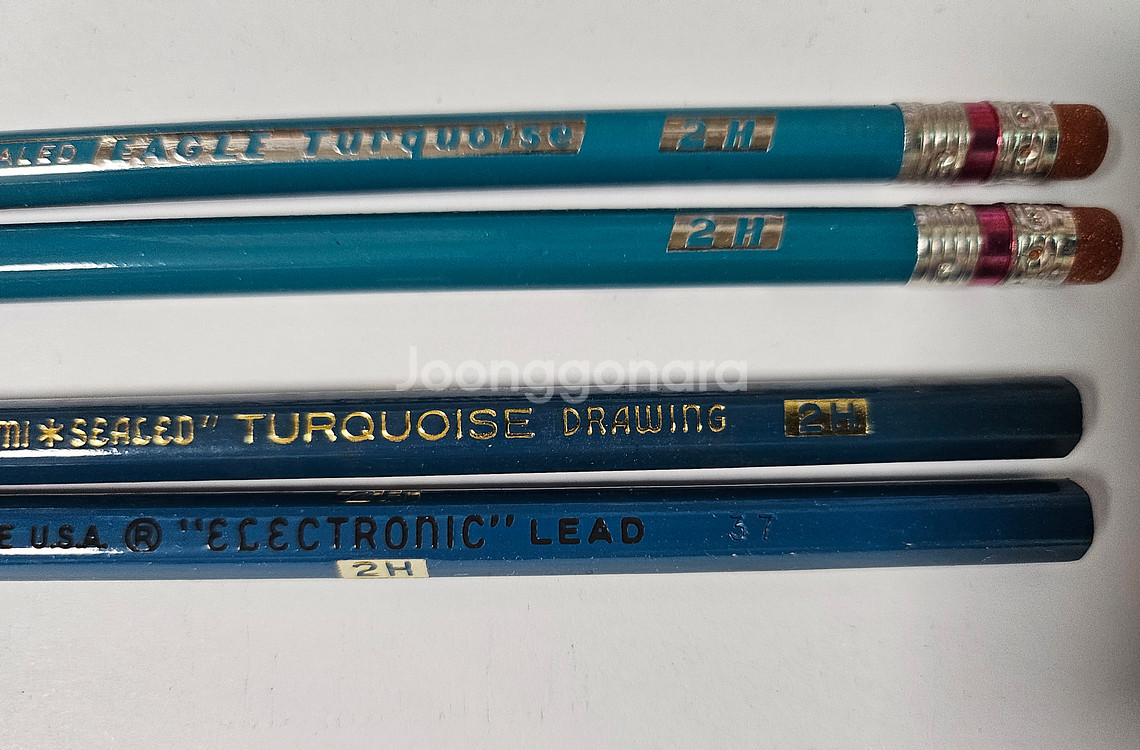 ALED EAGLE Turquoise 2 H
2 H
Joonggonara
MI✶SEALED" TURQUOISE DRAWING 2H
E U.S.A. ® "ELECTRONIC" LEAD 37
2H